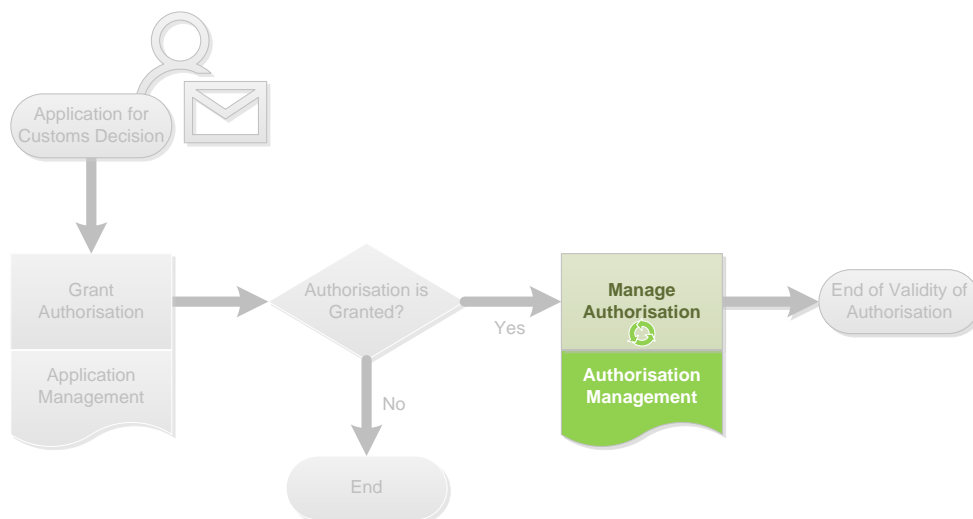 Application for
Customs Decision
Grant
Authorisation
Application
Management
Authorisation is
Granted?
Yes
No
End
Manage
Authorisation
Authorisation
Management
End of Validity of
Authorisation